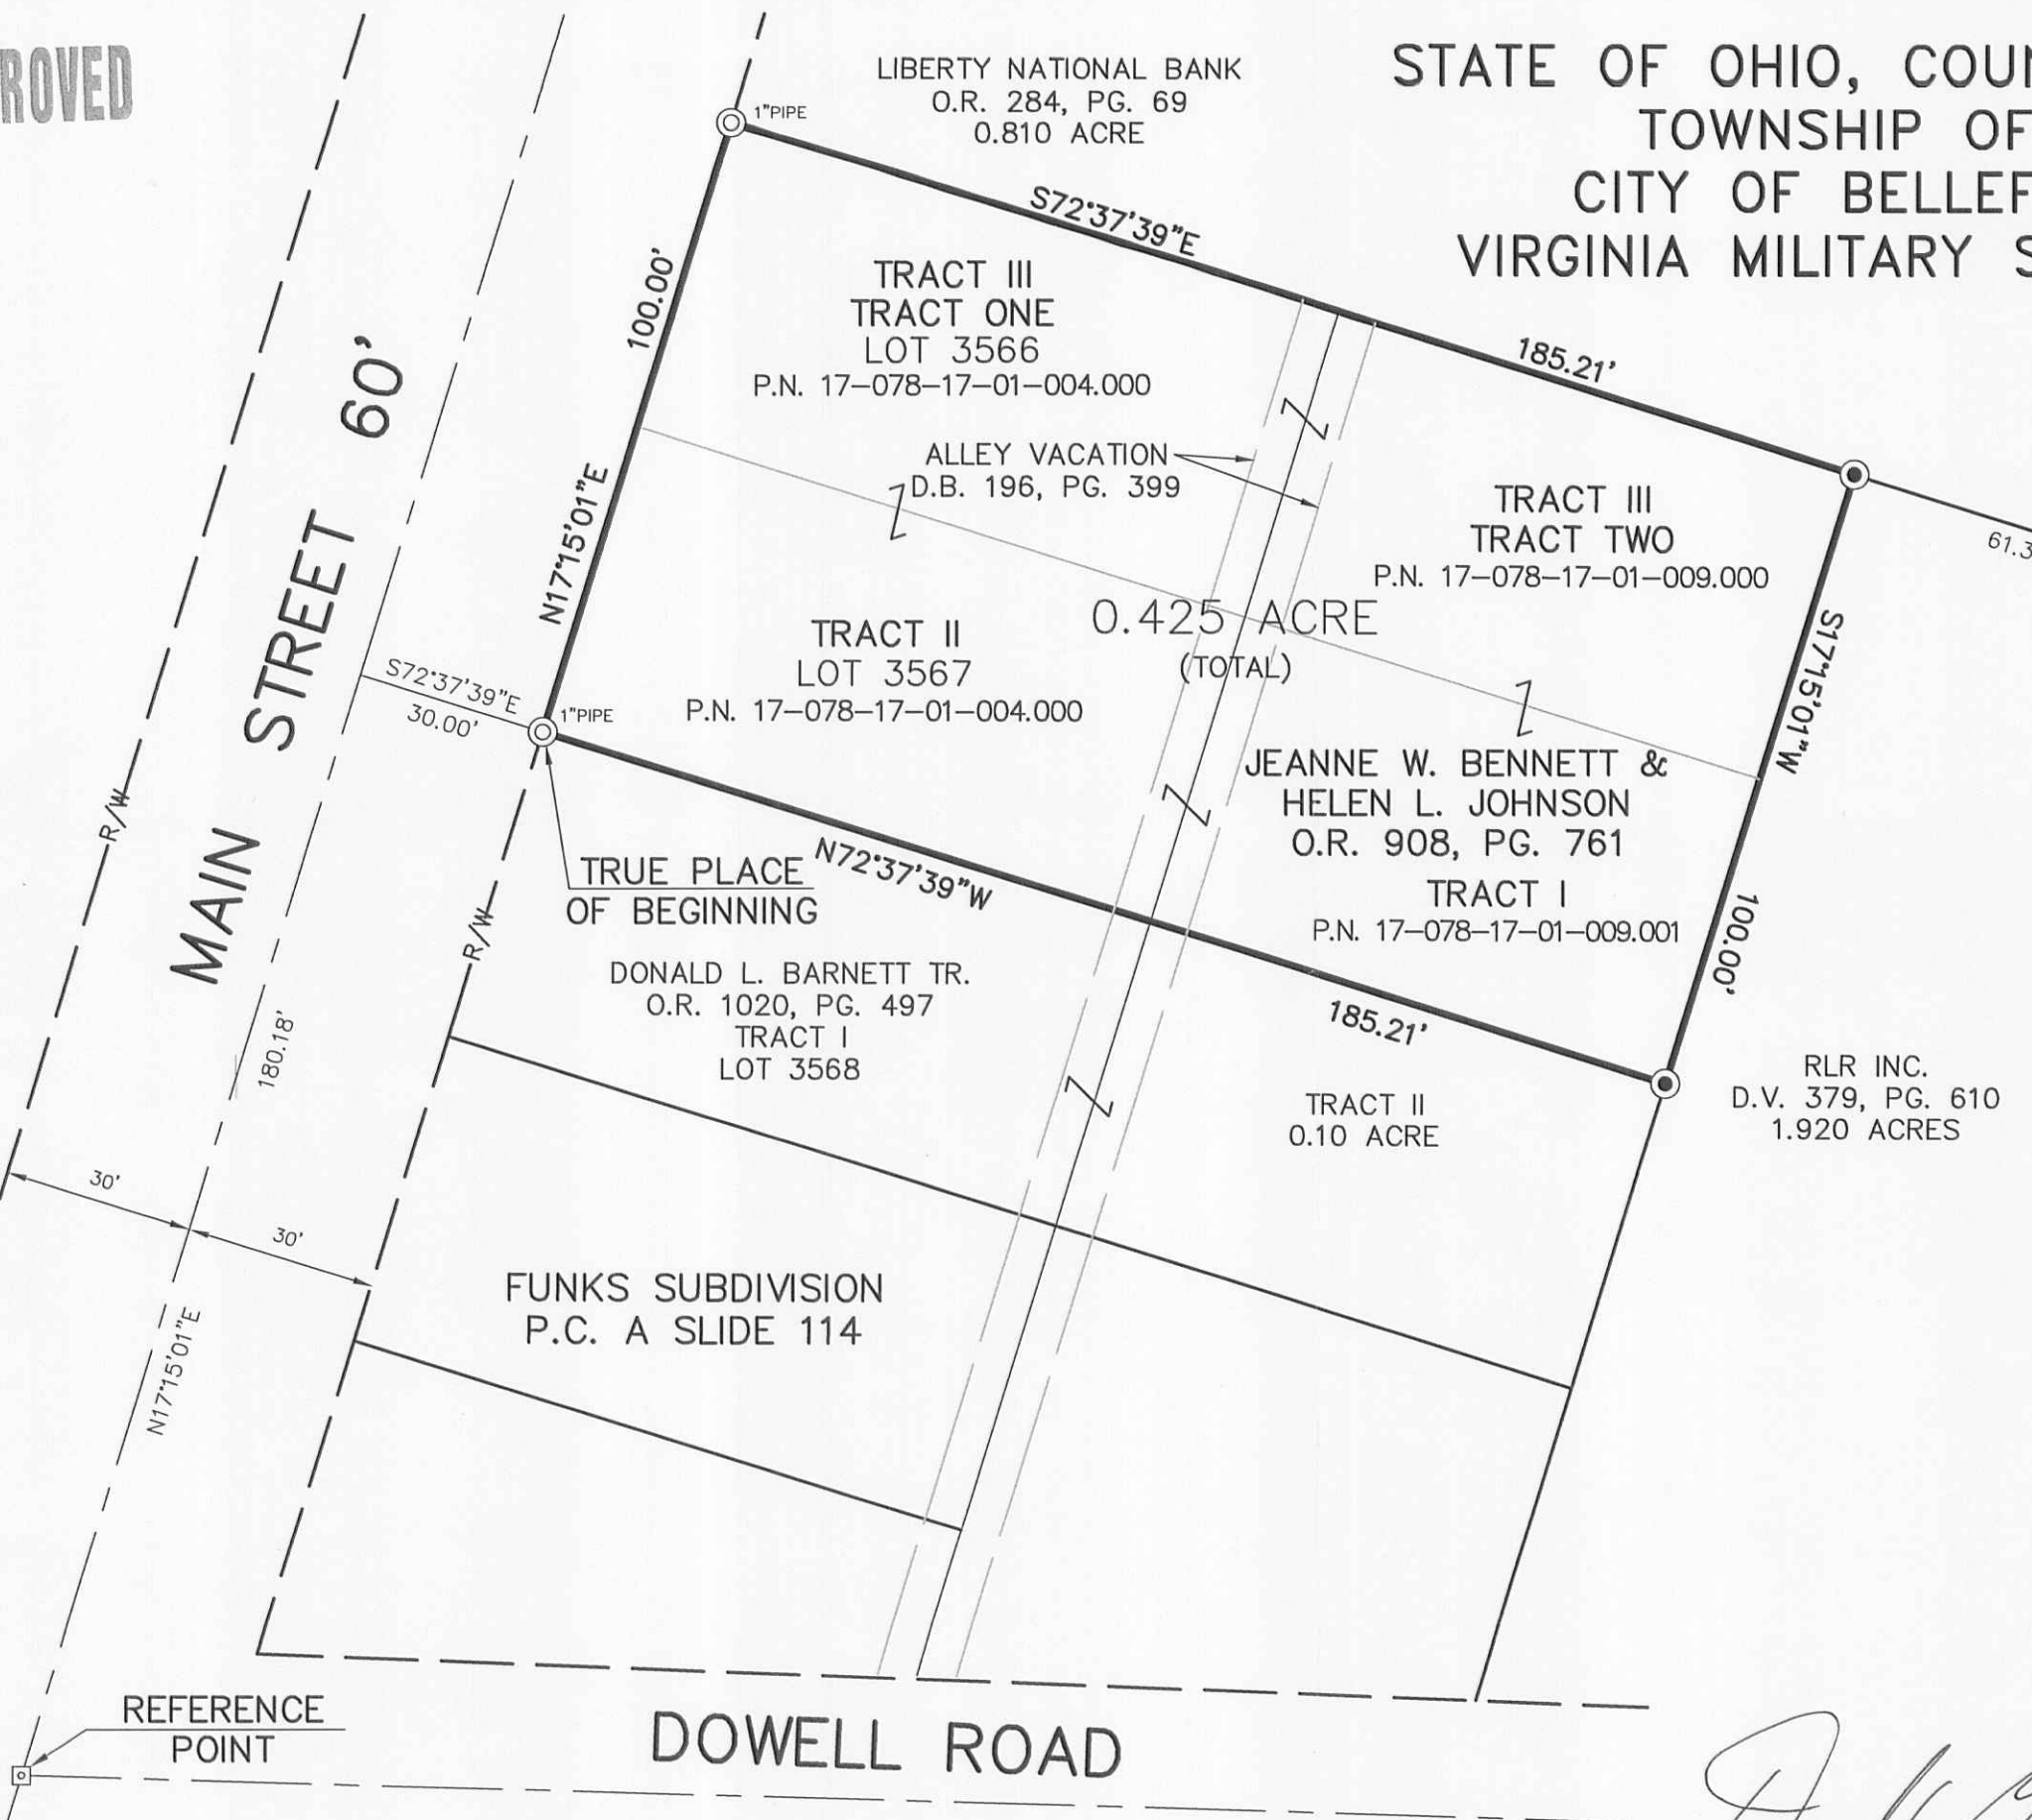 ROVED
LIBERTY NATIONAL BANK
O.R. 284, PG. 69
0.810 ACRE
STATE OF OHIO, COUN
TOWNSHIP OF
CITY OF BELLEF
VIRGINIA MILITARY S
1"PIPE
S72°37'39"E
185.21'
100.00'
N17°15'01"E
TRACT III
TRACT ONE
LOT 3566
P.N. 17-078-17-01-004.000
ALLEY VACATION
D.B. 196, PG. 399
TRACT III
TRACT TWO
P.N. 17-078-17-01-009.000
61.3
MAIN STREET 60'
0.425 ACRE
(TOTAL)
TRACT II
LOT 3567
P.N. 17-078-17-01-004.000
S17°15'01"W
100.00'
S72°37'39"E
30.00'
1"PIPE
JEANNE W. BENNETT &
HELEN L. JOHNSON
O.R. 908, PG. 761
TRACT I
P.N. 17-078-17-01-009.001
R/W
TRUE PLACE
OF BEGINNING
N72°37'39"W
185.21'
R/W
DONALD L. BARNETT TR.
O.R. 1020, PG. 497
TRACT I
LOT 3568
180.18'
TRACT II
0.10 ACRE
RLR INC.
D.V. 379, PG. 610
1.920 ACRES
30'
30'
FUNKS SUBDIVISION
P.C. A SLIDE 114
N17°15'01"E
REFERENCE
POINT
DOWELL ROAD